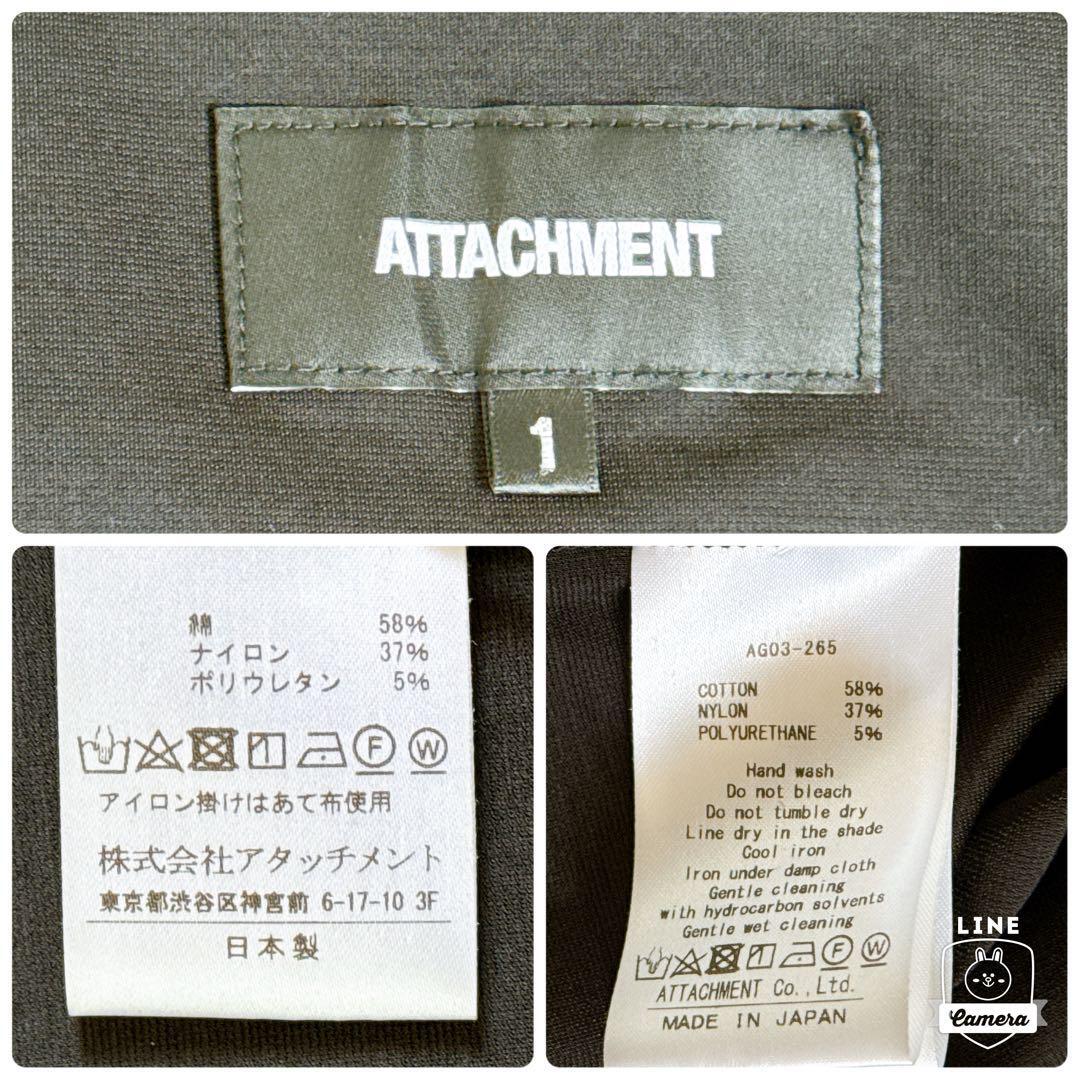 ATTACHMENT
1
綿 58%
ナイロン 37%
ポリウレタン 5%
F W
アイロン掛けはあて布使用
株式会社アタッチメント
東京都渋谷区神宮前 6-17-10 3F
日本製
AG03-265
COTTON 58%
NYLON 37%
POLYURETHANE 5%
Hand wash
Do not bleach
Do not tumble dry
Line dry in the shade
Cool iron
Iron under damp cloth
Gentle cleaning
with hydrocarbon solvents
Gentle wet cleaning
F W
ATTACHMENT Co.,Ltd.
MADE IN JAPAN
LINE
Camera